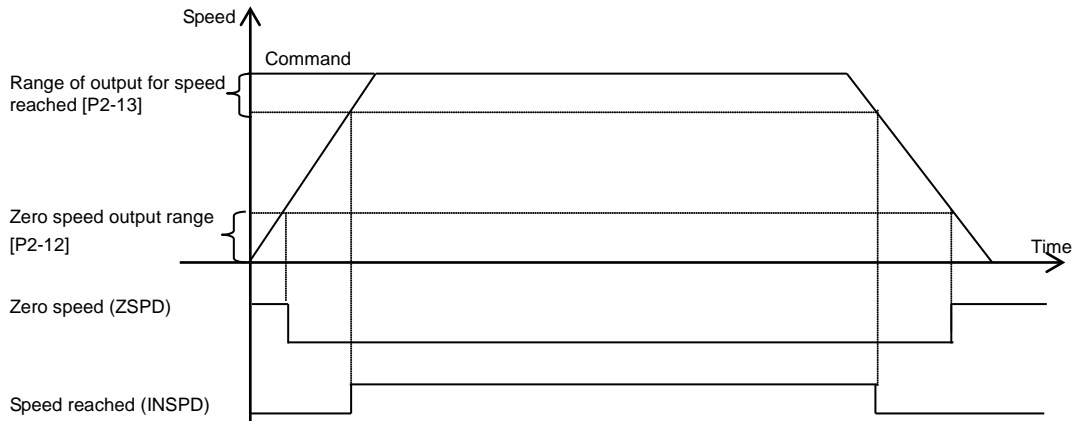 Speed
Command
Range of output for speed
reached [P2-13]
Zero speed output range
[P2-12]
Time
Zero speed (ZSPD)
Speed reached (INSPD)